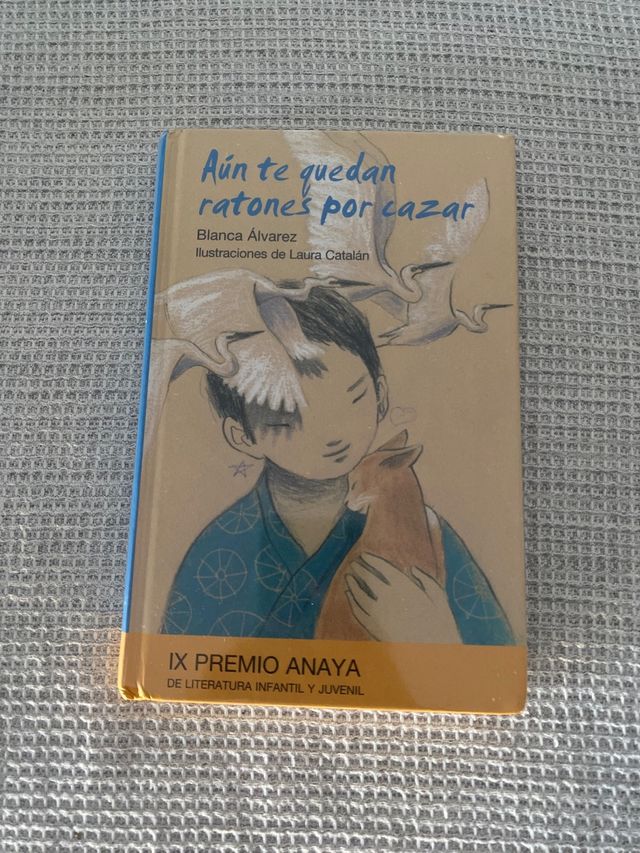 Aún te quedan
ratones por cazar
Blanca Álvarez
Ilustraciones de Laura Catalán
IX PREMIO ANAYA
DE LITERATURA INFANTIL Y JUVENIL